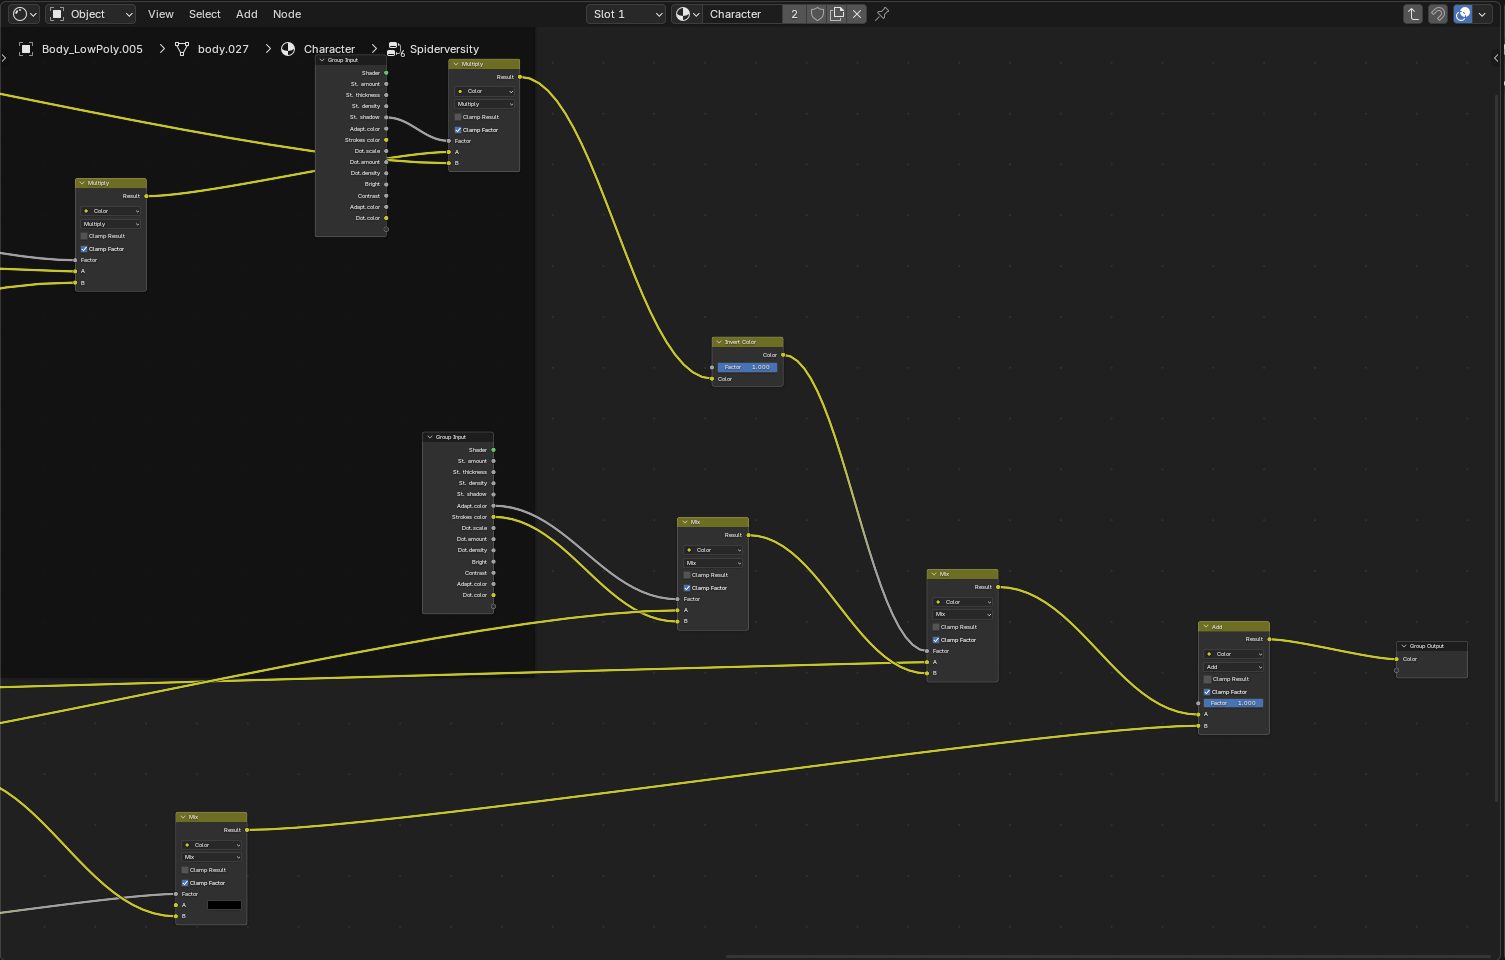 Object View Select Add Node Slot 1 Character 2
Body_LowPoly.005 > body.027 > Character > Spiderversity
Group Input
Shader
St. amount
St. thickness
St. density
St. shadow
Adapt.color
Strokes color
Dot.scale
Dot.amount
Dot.density
Bright
Contrast
Adapt.color
Dot.color
Multiply
Result
Color
Multiply
Clamp Result
Clamp Factor
Factor
A
B
Multiply
Result
Color
Multiply
Clamp Result
Clamp Factor
Factor
A
B
Invert Color
Color
Factor 1.000
Color
Group Input
Shader
St. amount
St. thickness
St. density
St. shadow
Adapt.color
Strokes color
Dot.scale
Dot.amount
Dot.density
Bright
Contrast
Adapt.color
Dot.color
Mix
Result
Color
Mix
Clamp Result
Clamp Factor
Factor
A
B
Mix
Result
Color
Mix
Clamp Result
Clamp Factor
Factor
A
B
Add
Result
Color
Add
Clamp Result
Clamp Factor
Factor 1.000
A
B
Group Output
Color
Mix
Result
Color
Mix
Clamp Result
Clamp Factor
Factor
A
B